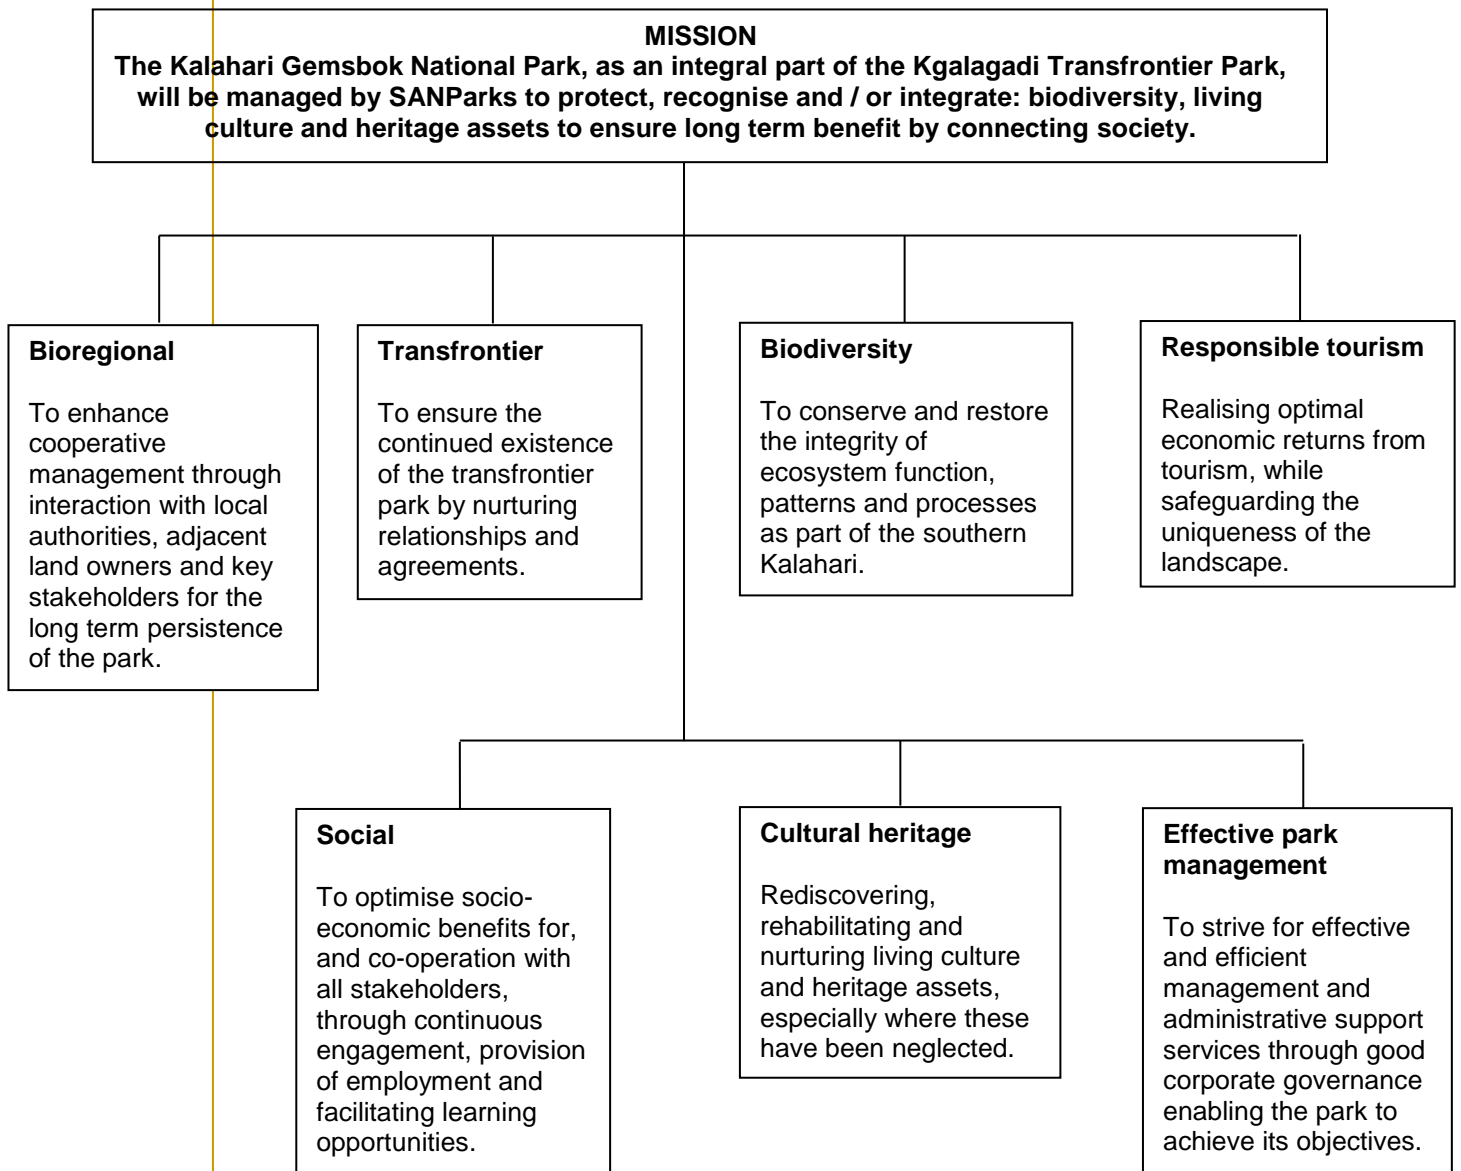 MISSION
The Kalahari Gemsbok National Park, as an integral part of the Kgalagadi Transfrontier Park,
will be managed by SANParks to protect, recognise and / or integrate: biodiversity, living
culture and heritage assets to ensure long term benefit by connecting society.
Bioregional
To enhance
cooperative
management through
interaction with local
authorities, adjacent
land owners and key
stakeholders for the
long term persistence
of the park.
Transfrontier
To ensure the
continued existence
of the transfrontier
park by nurturing
relationships and
agreements.
Biodiversity
To conserve and restore
the integrity of
ecosystem function,
patterns and processes
as part of the southern
Kalahari.
Responsible tourism
Realising optimal
economic returns from
tourism, while
safeguarding the
uniqueness of the
landscape.
Social
To optimise socio-
economic benefits for,
and co-operation with
all stakeholders,
through continuous
engagement, provision
of employment and
facilitating learning
opportunities.
Cultural heritage
Rediscovering,
rehabilitating and
nurturing living culture
and heritage assets,
especially where these
have been neglected.
Effective park
management
To strive for effective
and efficient
management and
administrative support
services through good
corporate governance
enabling the park to
achieve its objectives.